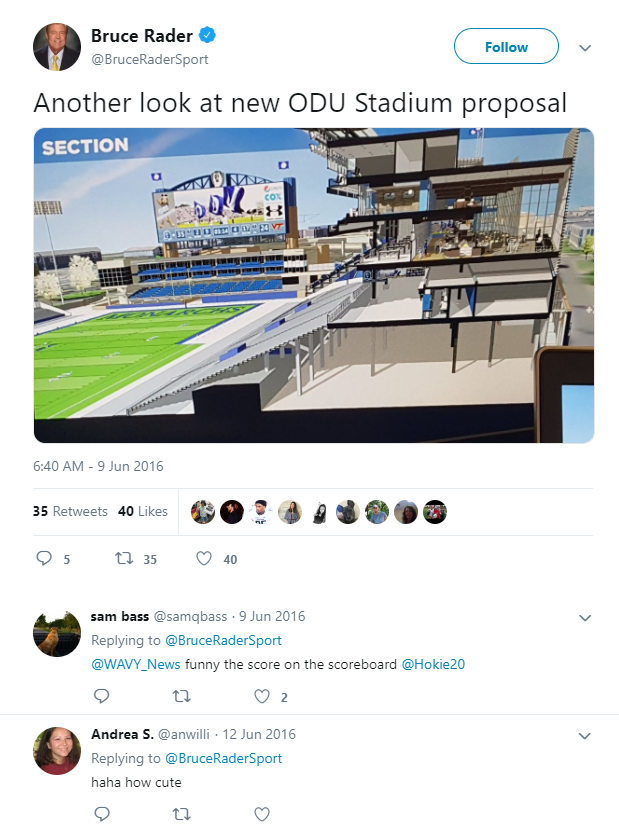 Bruce Rader
@BruceRaderSport
Follow
Another look at new ODU Stadium proposal
SECTION
ODU
COX
VT
6:40 AM - 9 Jun 2016
35 Retweets 40 Likes
5 35 40
sam bass @samqbass · 9 Jun 2016
Replying to @BruceRaderSport
@WAVY_News funny the score on the scoreboard @Hokie20
2
Andrea S. @anwilli · 12 Jun 2016
Replying to @BruceRaderSport
haha how cute